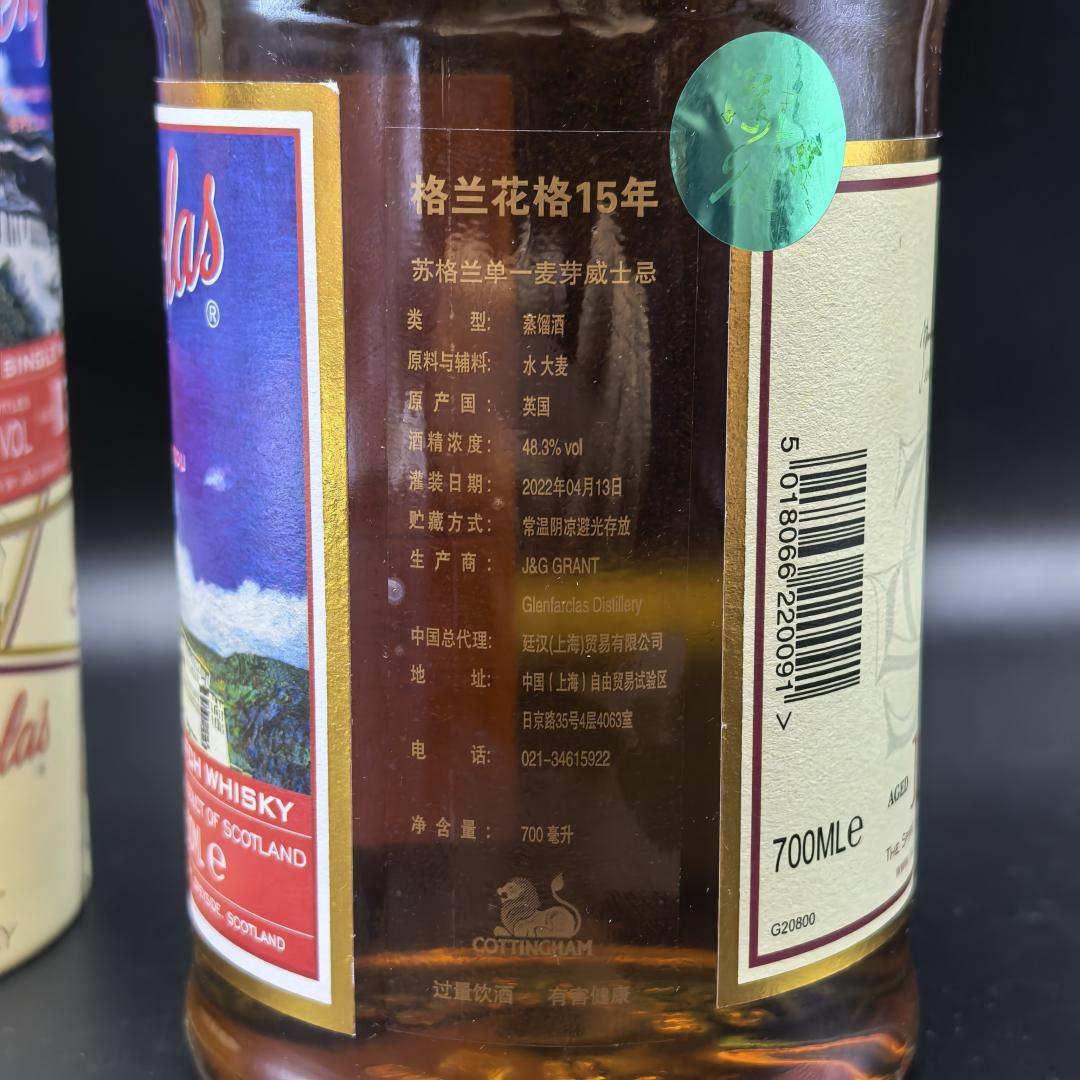 las
®
格兰花格15年
苏格兰单一麦芽威士忌
类 型: 蒸馏酒
原料与辅料: 水 大麦
原产国: 英国
酒精浓度: 48.3% vol
灌装日期: 2022年04月13日
贮藏方式: 常温阴凉避光存放
生产商: J&G GRANT
Glenfarclas Distillery
中国总代理: 廷汉(上海)贸易有限公司
地 址: 中国(上海)自由贸易试验区
日京路35号4层4063室
电 话: 021-34615922
净含量: 700 毫升
COTTINGHAM
过量饮酒 有害健康
WHISKY
OF SCOTLAND
e
SCOTLAND
SINGLE
VOL
las
5 018066 220091 >
AGED
700MLe
THE
G20800